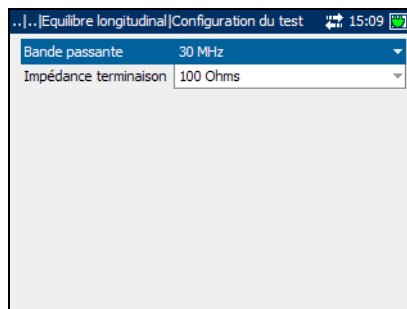 ..|..|Equilibre longitudinal|Configuration du test 15:09
Bande passante 30 MHz
Impédance terminaison 100 Ohms